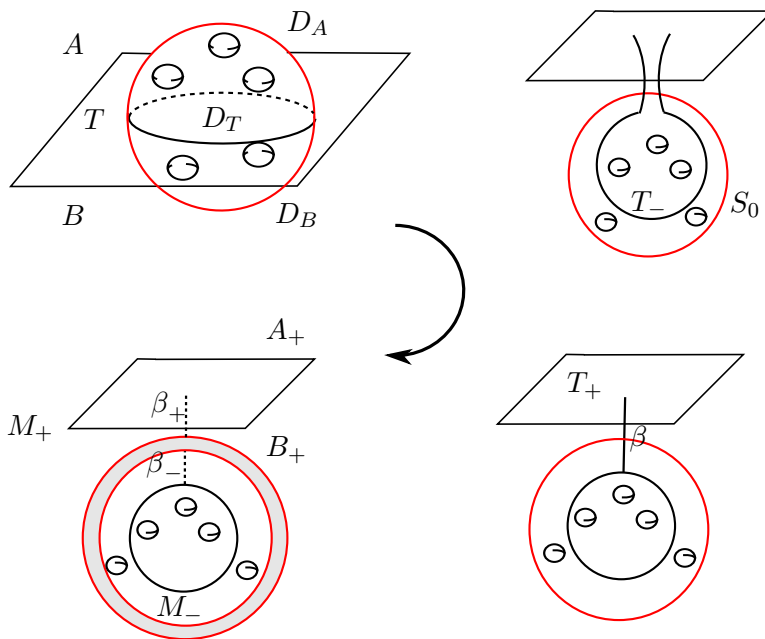 A
D_A
T
D_T
B
D_B
T_-
S_0
A_+
β_+
M_+
B_+
β_-
M_-
T_+
β